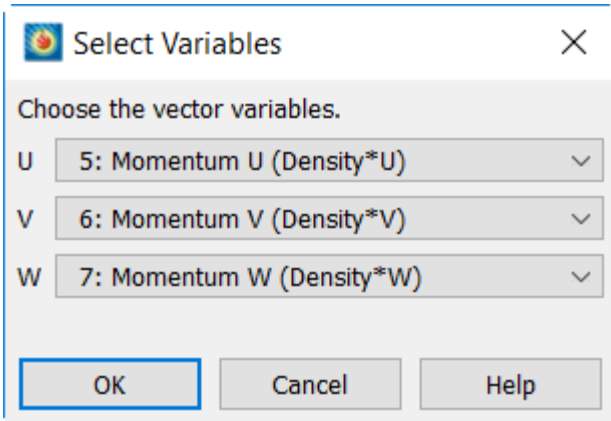 Select Variables
Choose the vector variables.
U 5: Momentum U (Density*U)
V 6: Momentum V (Density*V)
W 7: Momentum W (Density*W)
OK Cancel Help